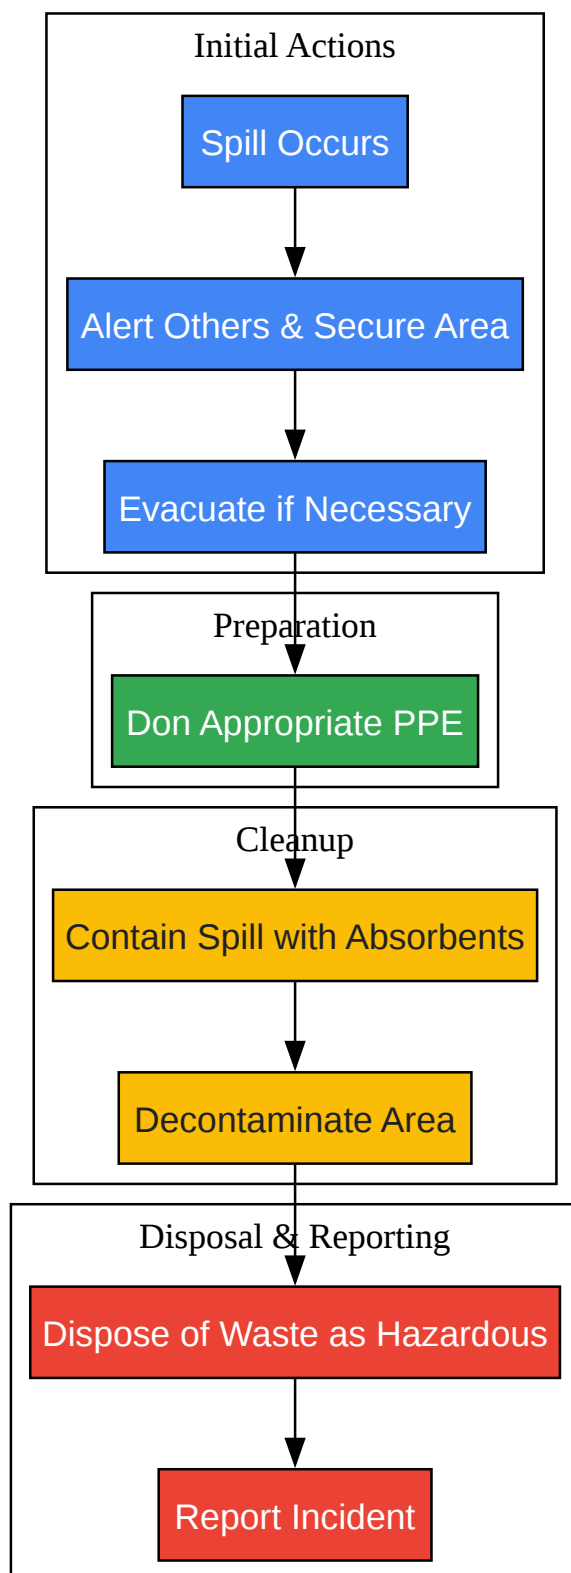 Initial Actions
Spill Occurs
Alert Others & Secure Area
Evacuate if Necessary
Preparation
Don Appropriate PPE
Cleanup
Contain Spill with Absorbents
Decontaminate Area
Disposal & Reporting
Dispose of Waste as Hazardous
Report Incident